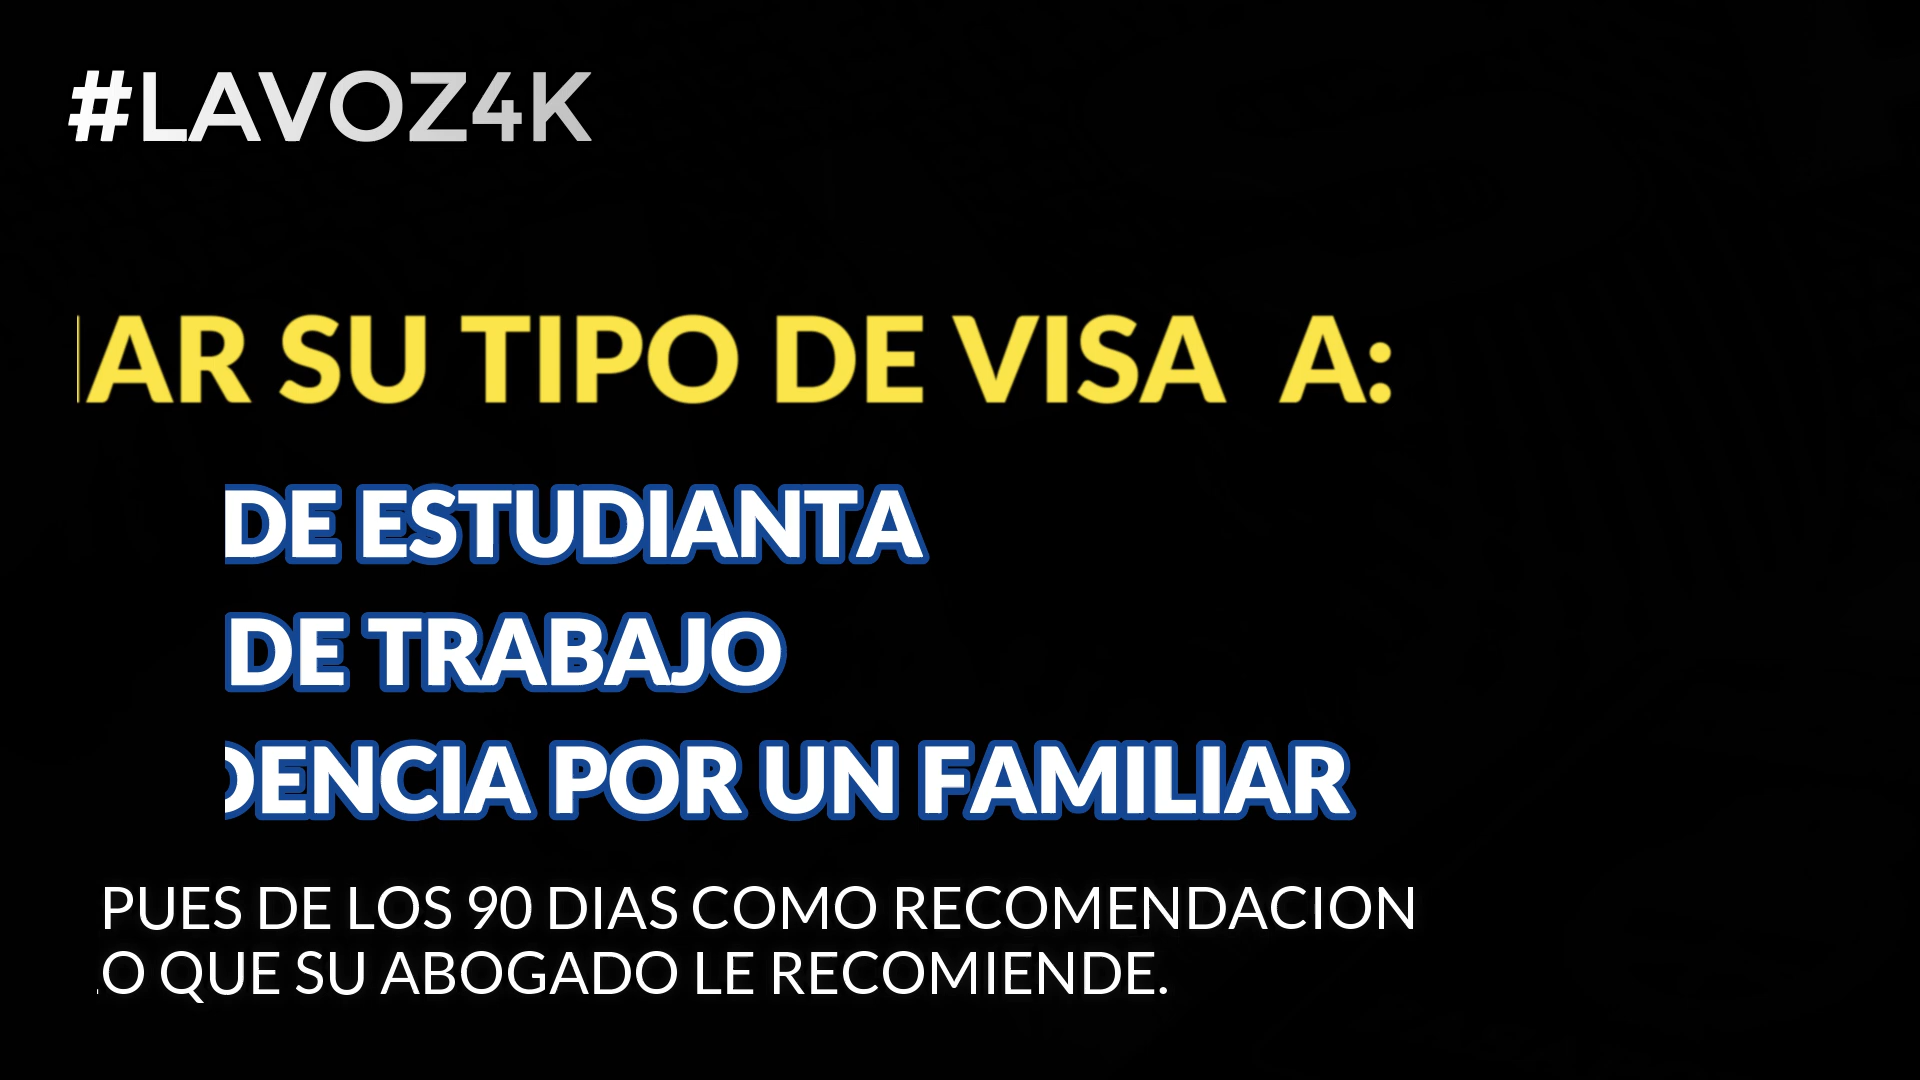 #LAVOZ4K
AR SU TIPO DE VISA A:
DE ESTUDIANTA
DE TRABAJO
DENCIA POR UN FAMILIAR
PUES DE LOS 90 DIAS COMO RECOMENDACION
O QUE SU ABOGADO LE RECOMIENDE.